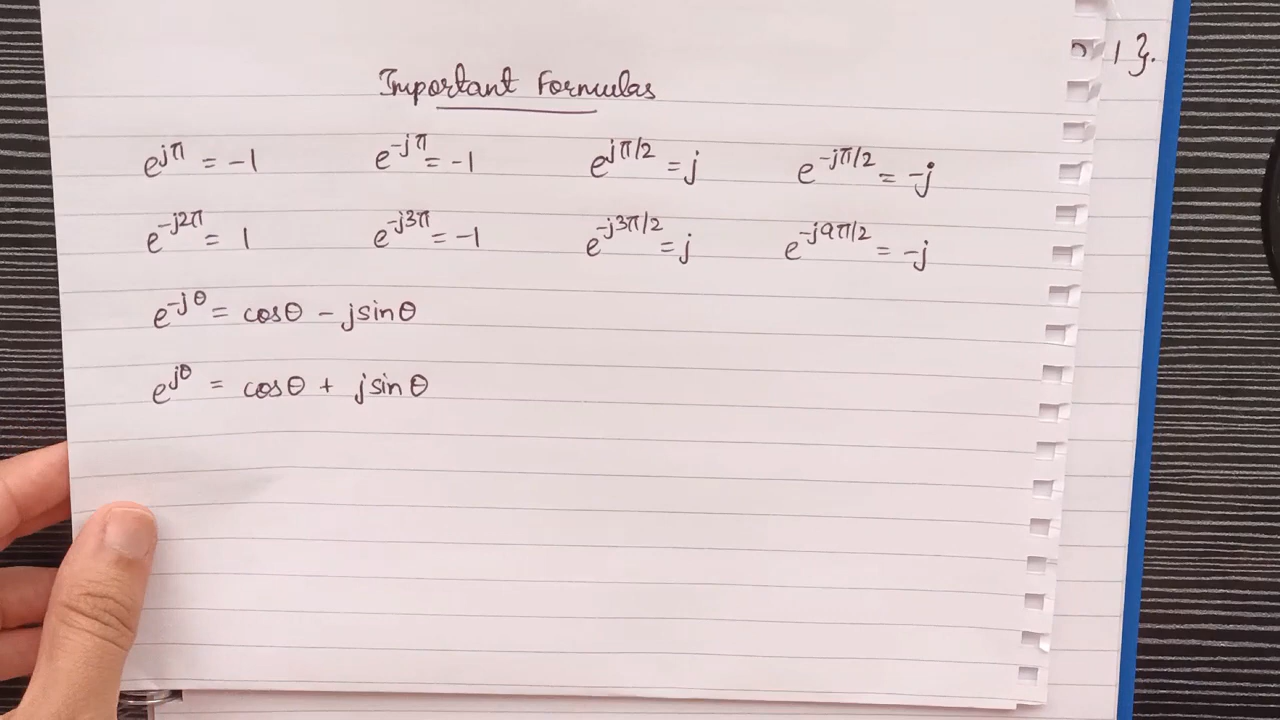 Important Formulas
e^{jπ} = -1 e^{-jπ} = -1 e^{jπ/2} = j e^{-jπ/2} = -j
e^{-j2π} = 1 e^{-j3π} = -1 e^{-j3π/2} = j e^{-j9π/2} = -j
e^{-jθ} = cosθ - jsinθ
e^{jθ} = cosθ + jsinθ
1 }.